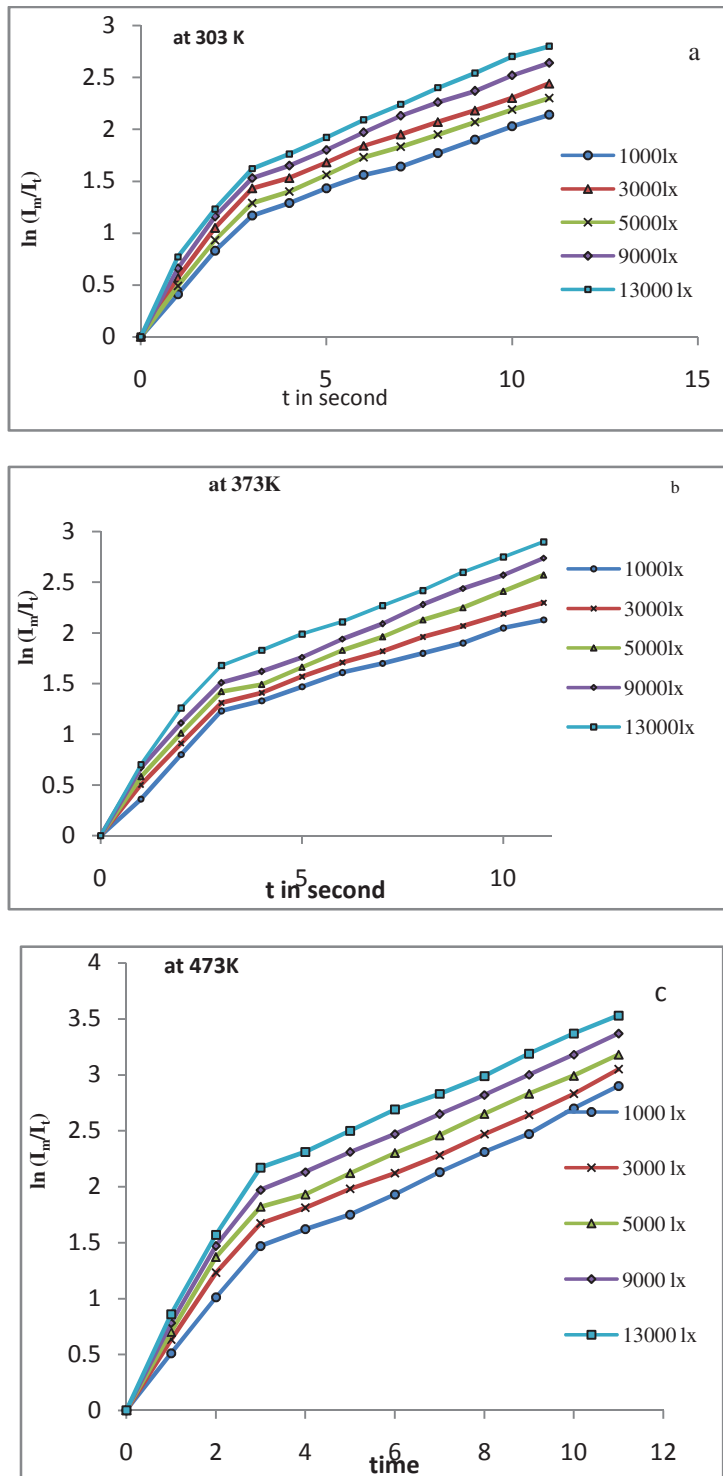 at 303 K
a
3
2.5
2
1.5
1
0.5
0
ln (Im/It)
0 5 10 15
t in second
1000lx
3000lx
5000lx
9000lx
13000 lx
at 373K
b
3
2.5
2
1.5
1
0.5
0
ln (Im/It)
0 5 10
t in second
1000lx
3000lx
5000lx
9000lx
13000lx
at 473K
C
4
3.5
3
2.5
2
1.5
1
0.5
0
ln (Im/It)
0 2 4 6 8 10 12
time
1000 lx
3000 lx
5000 lx
9000 lx
13000 lx